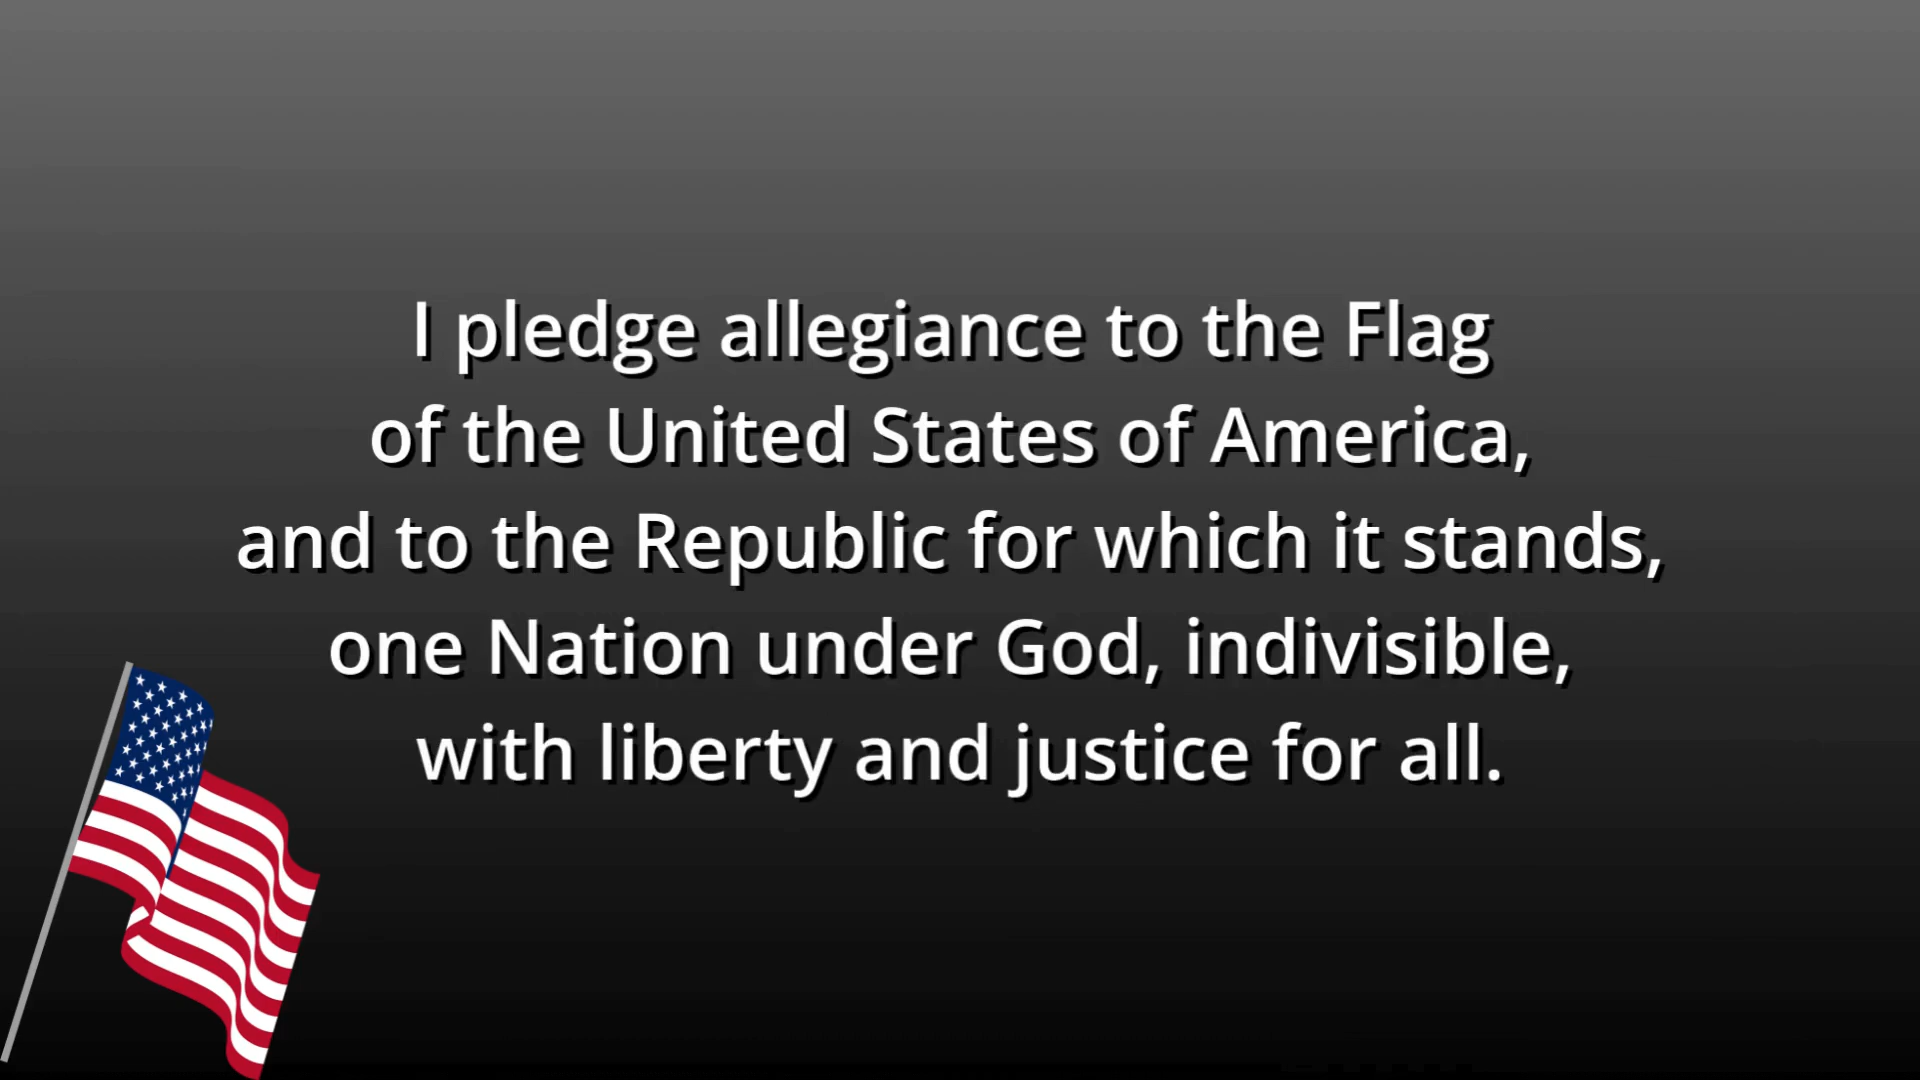 I pledge allegiance to the Flag
of the United States of America,
and to the Republic for which it stands,
one Nation under God, indivisible,
with liberty and justice for all.